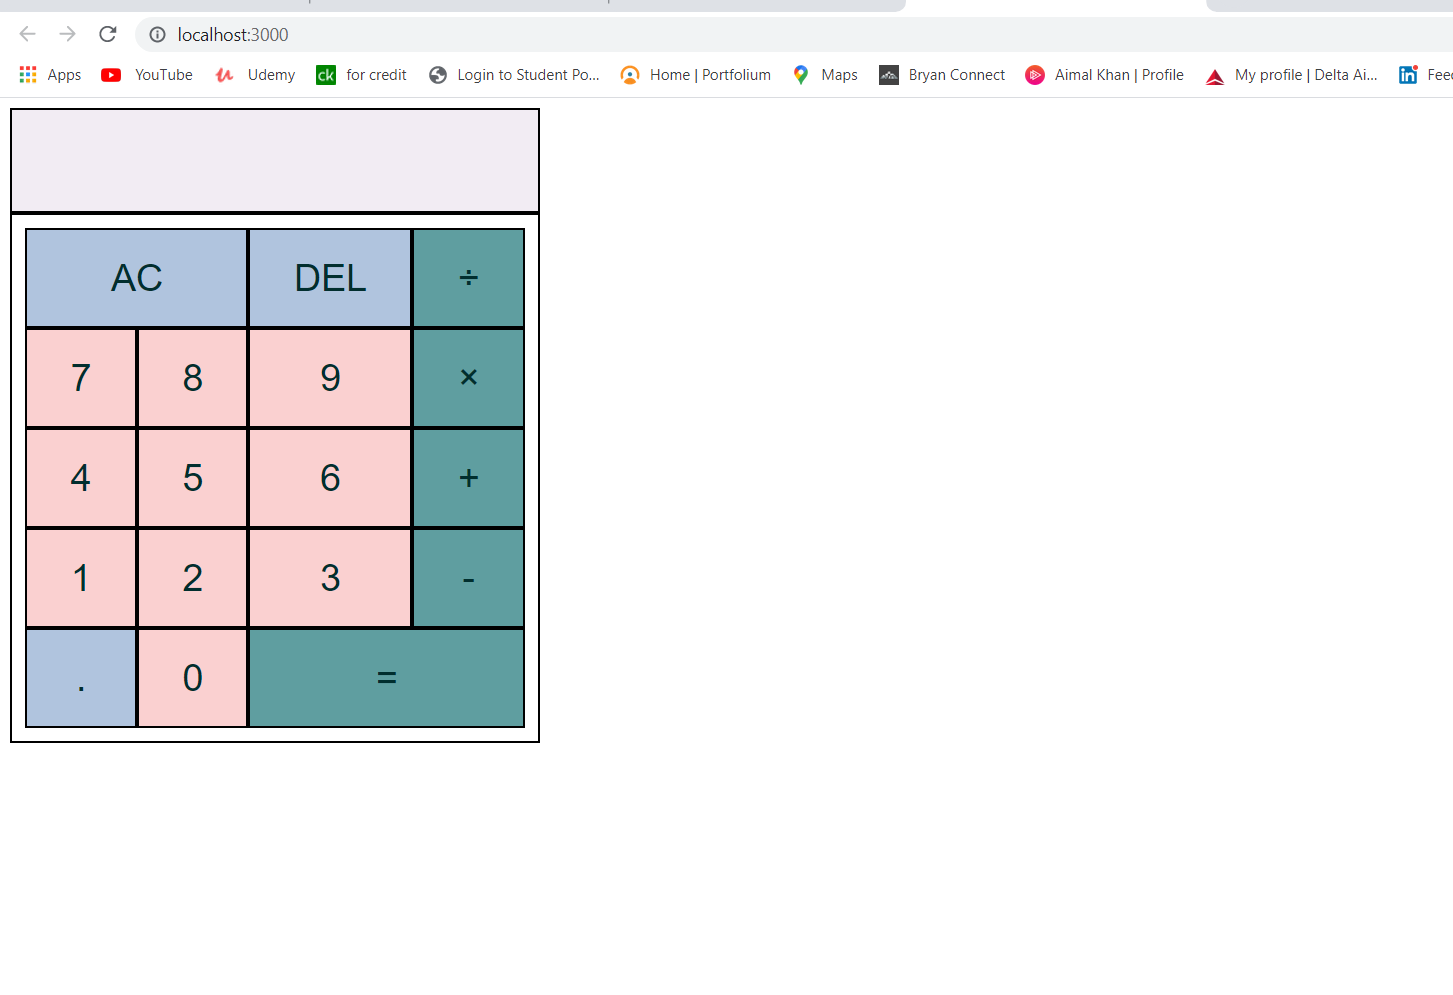 localhost:3000
Apps YouTube Udemy ck for credit Login to Student Po... Home | Portfolium Maps Bryan Connect Aimal Khan | Profile My profile | Delta Ai... in Fee
AC DEL ÷
7 8 9 ×
4 5 6 +
1 2 3 -
. 0 =